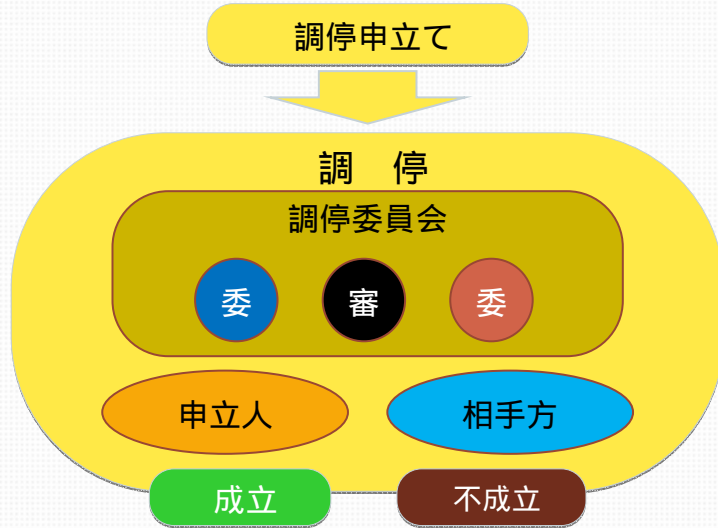 調停申立て
調　停
調停委員会
委 審 委
申立人 相手方
成立 不成立